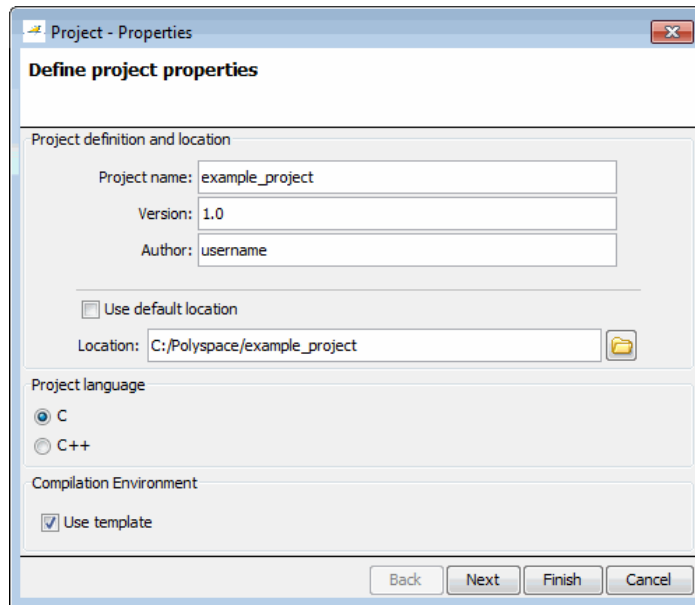 Project - Properties
Define project properties
Project definition and location
Project name: example_project
Version: 1.0
Author: username
Use default location
Location: C:/Polyspace/example_project
Project language
C
C++
Compilation Environment
Use template
Back Next Finish Cancel